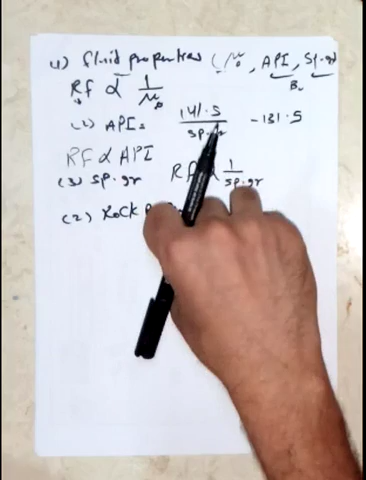 (1) fluid properties (μo, API, Sp.gr
Bo
Rf α 1/μo
(2) API = 141.5/sp.gr -131.5
Rf α API
(3) sp.gr Rf α 1/sp.gr
(2) Rock